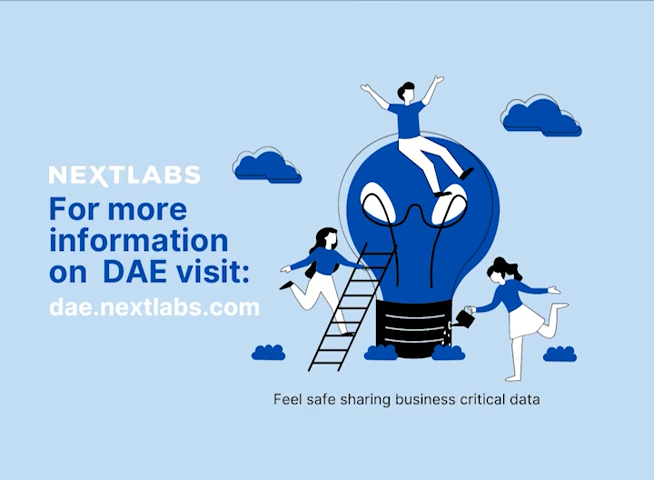 NEXTLABS
For more
information
on DAE visit:
dae.nextlabs.com
Feel safe sharing business critical data